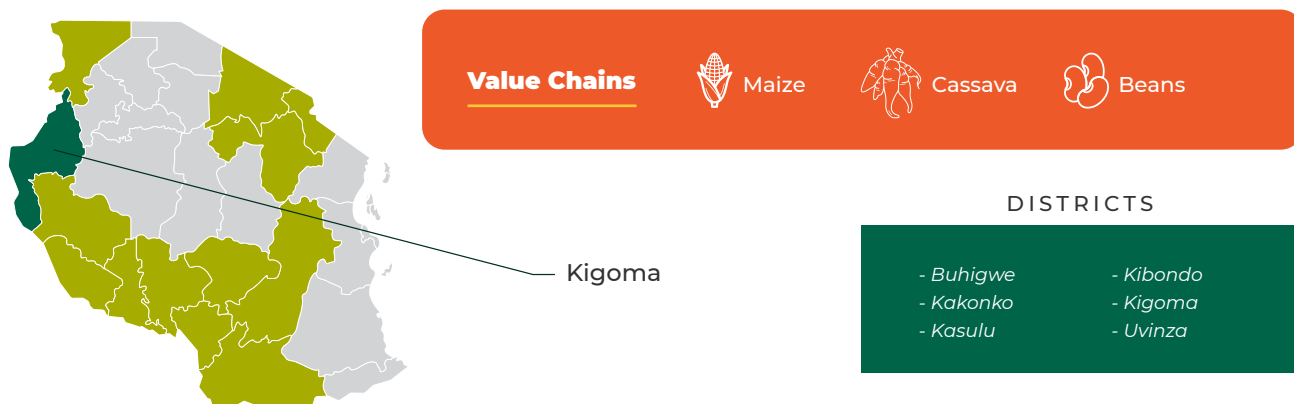 Value Chains
Maize
Cassava
Beans
Kigoma
DISTRICTS
- Buhigwe
- Kakonko
- Kasulu
- Kibondo
- Kigoma
- Uvinza